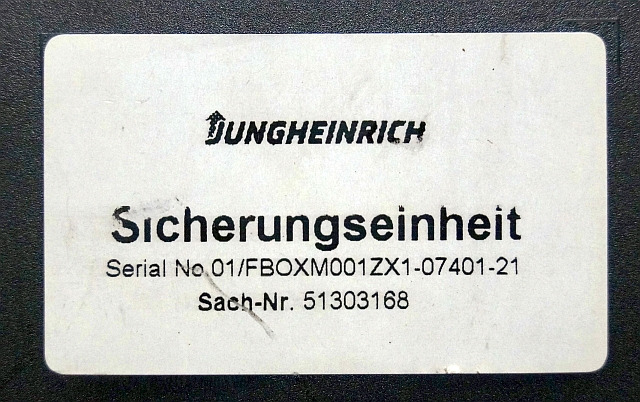 JUNGHEINRICH
Sicherungseinheit
Serial No.01/FBOXM001ZX1-07401-21
Sach-Nr. 51303168